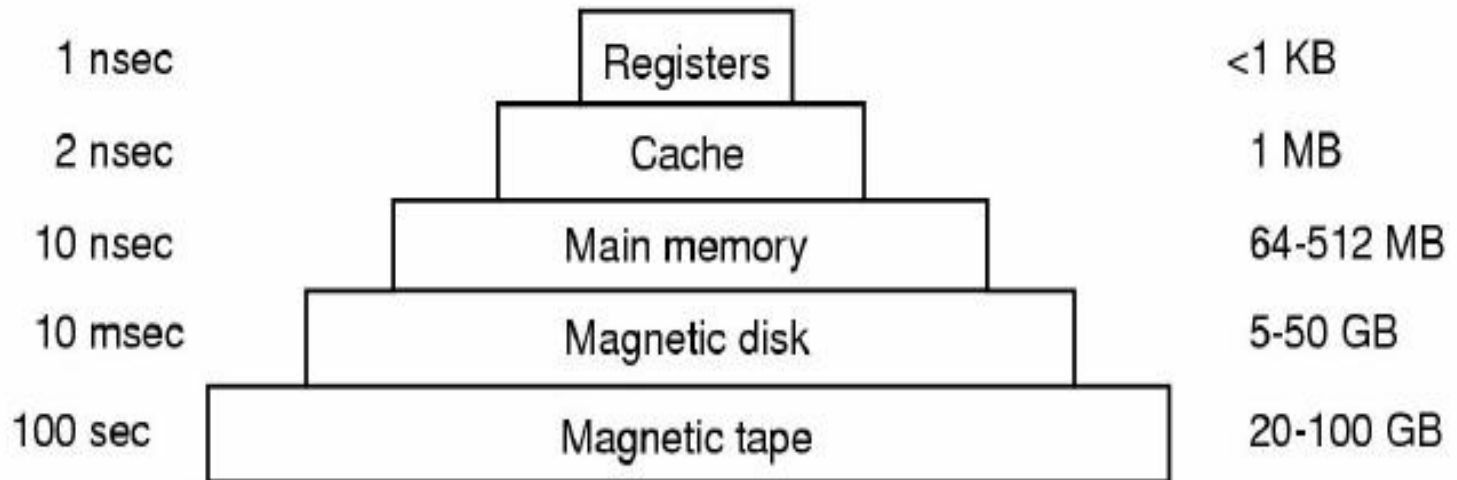 1 nsec Registers <1 KB
2 nsec Cache 1 MB
10 nsec Main memory 64-512 MB
10 msec Magnetic disk 5-50 GB
100 sec Magnetic tape 20-100 GB